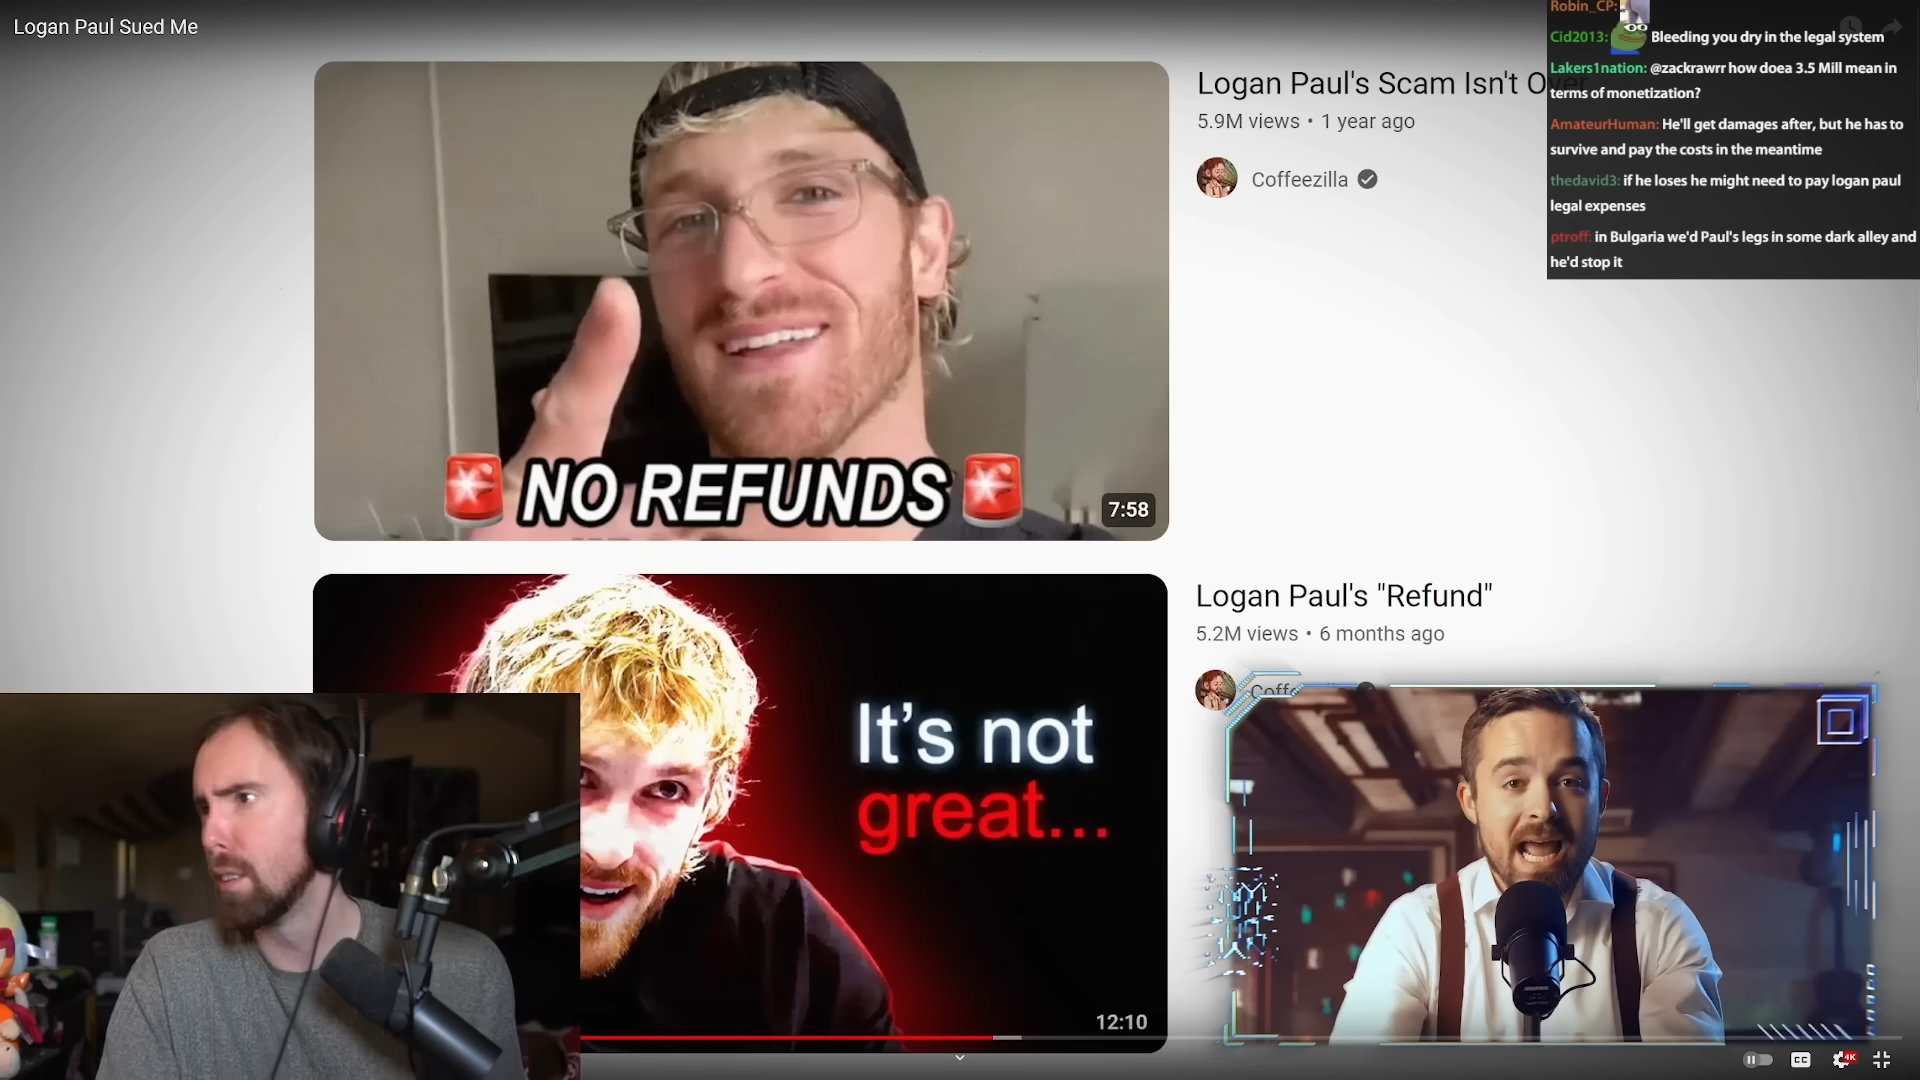 Logan Paul Sued Me
Logan Paul's Scam Isn't
5.9M views • 1 year ago
Coffeezilla
NO REFUNDS
7:58
Robin_CP:
Cid2013: Bleeding you dry in the legal system
Lakers1nation: @zackrawrr how doea 3.5 Mill mean in
terms of monetization?
AmateurHuman: He'll get damages after, but he has to
survive and pay the costs in the meantime
thedavid3: if he loses he might need to pay logan paul
legal expenses
ptroff: in Bulgaria we'd Paul's legs in some dark alley and
he'd stop it
Logan Paul's "Refund"
5.2M views • 6 months ago
It's not
great...
12:10
CC
4K